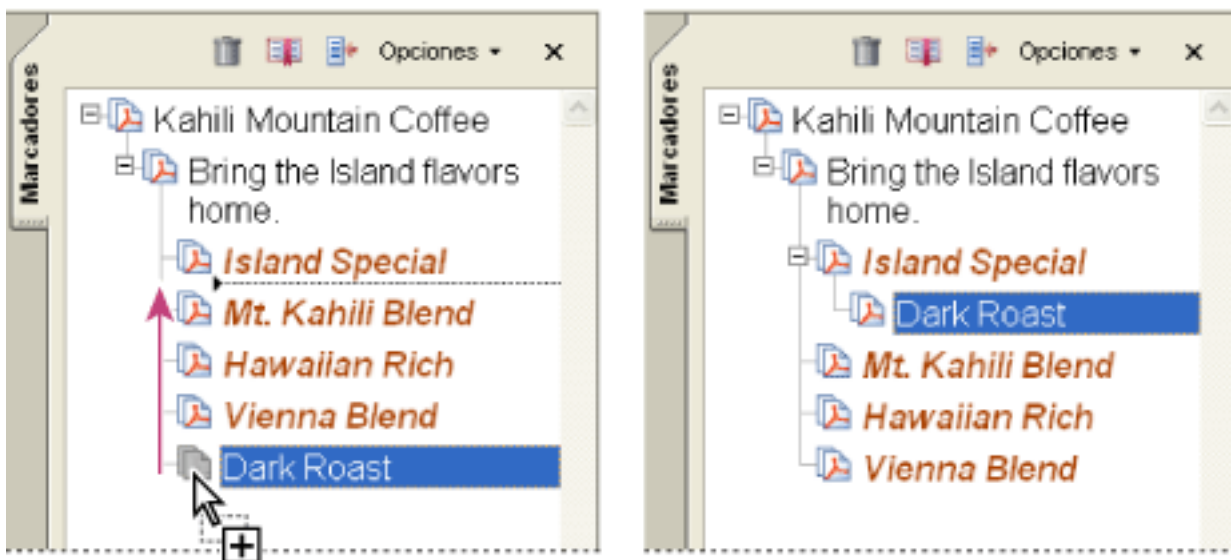 Marcadores
Opciones
Kahili Mountain Coffee
Bring the Island flavors
home.
Island Special
Mt. Kahili Blend
Hawaiian Rich
Vienna Blend
Dark Roast
Marcadores
Opciones
Kahili Mountain Coffee
Bring the Island flavors
home.
Island Special
Dark Roast
Mt. Kahili Blend
Hawaiian Rich
Vienna Blend